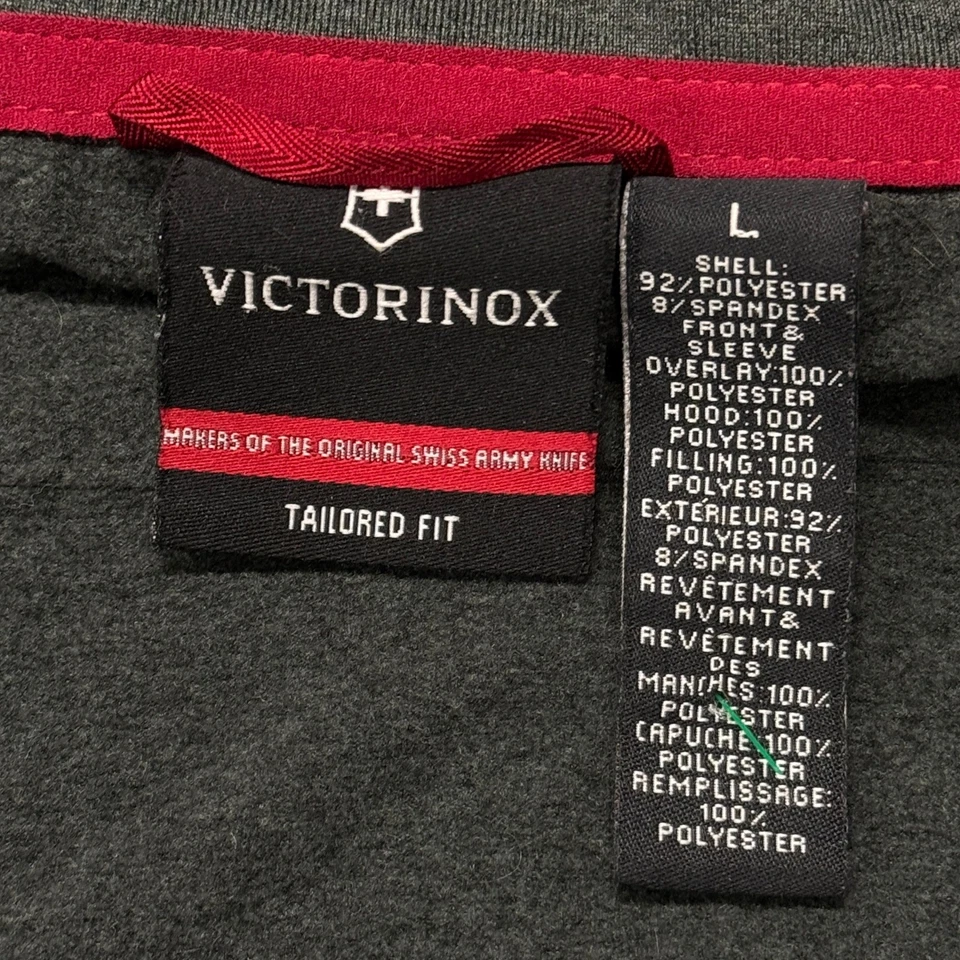 VICTORINOX
MAKERS OF THE ORIGINAL SWISS ARMY KNIFE
TAILORED FIT
L
SHELL:
92% POLYESTER
8% SPANDEX
FRONT &
SLEEVE
OVERLAY:100%
POLYESTER
HOOD:100%
POLYESTER
FILLING:100%
POLYESTER
EXTERIEUR:92%
POLYESTER
8% SPANDEX
REVÊTEMENT
AVANT&
REVÊTEMENT
DES
MANCHES:100%
POLYESTER
CAPUCHE:100%
POLYESTER
REMPLISSAGE:
100%
POLYESTER